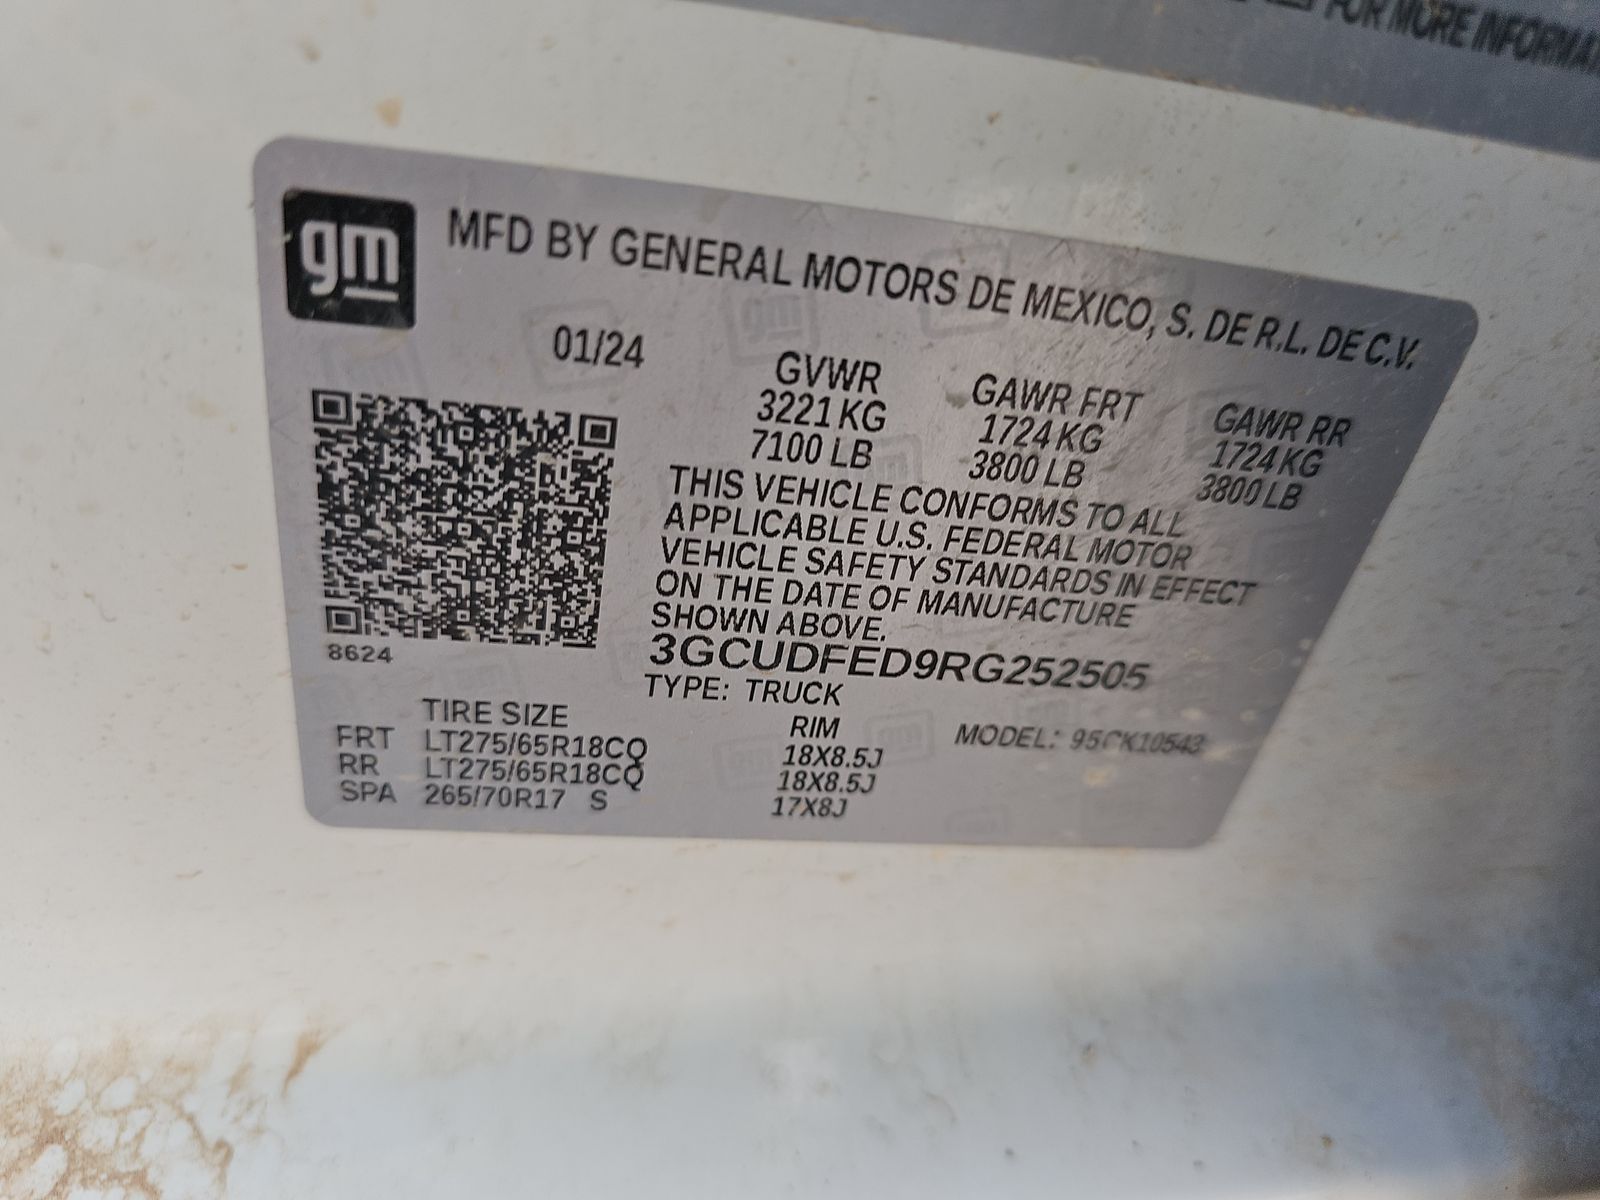 FOR MORE INFORMA
gm
MFD BY GENERAL MOTORS DE MEXICO, S. DE R.L. DE C.V.
01/24
GVWR GAWR FRT GAWR RR
3221 KG 1724 KG 1724 KG
7100 LB 3800 LB 3800 LB
THIS VEHICLE CONFORMS TO ALL
APPLICABLE U.S. FEDERAL MOTOR
VEHICLE SAFETY STANDARDS IN EFFECT
ON THE DATE OF MANUFACTURE
SHOWN ABOVE.
8624
3GCUDFED9RG252505
TYPE: TRUCK
TIRE SIZE RIM MODEL: 95CK10543
FRT LT275/65R18CQ 18X8.5J
RR LT275/65R18CQ 18X8.5J
SPA 265/70R17 S 17X8J